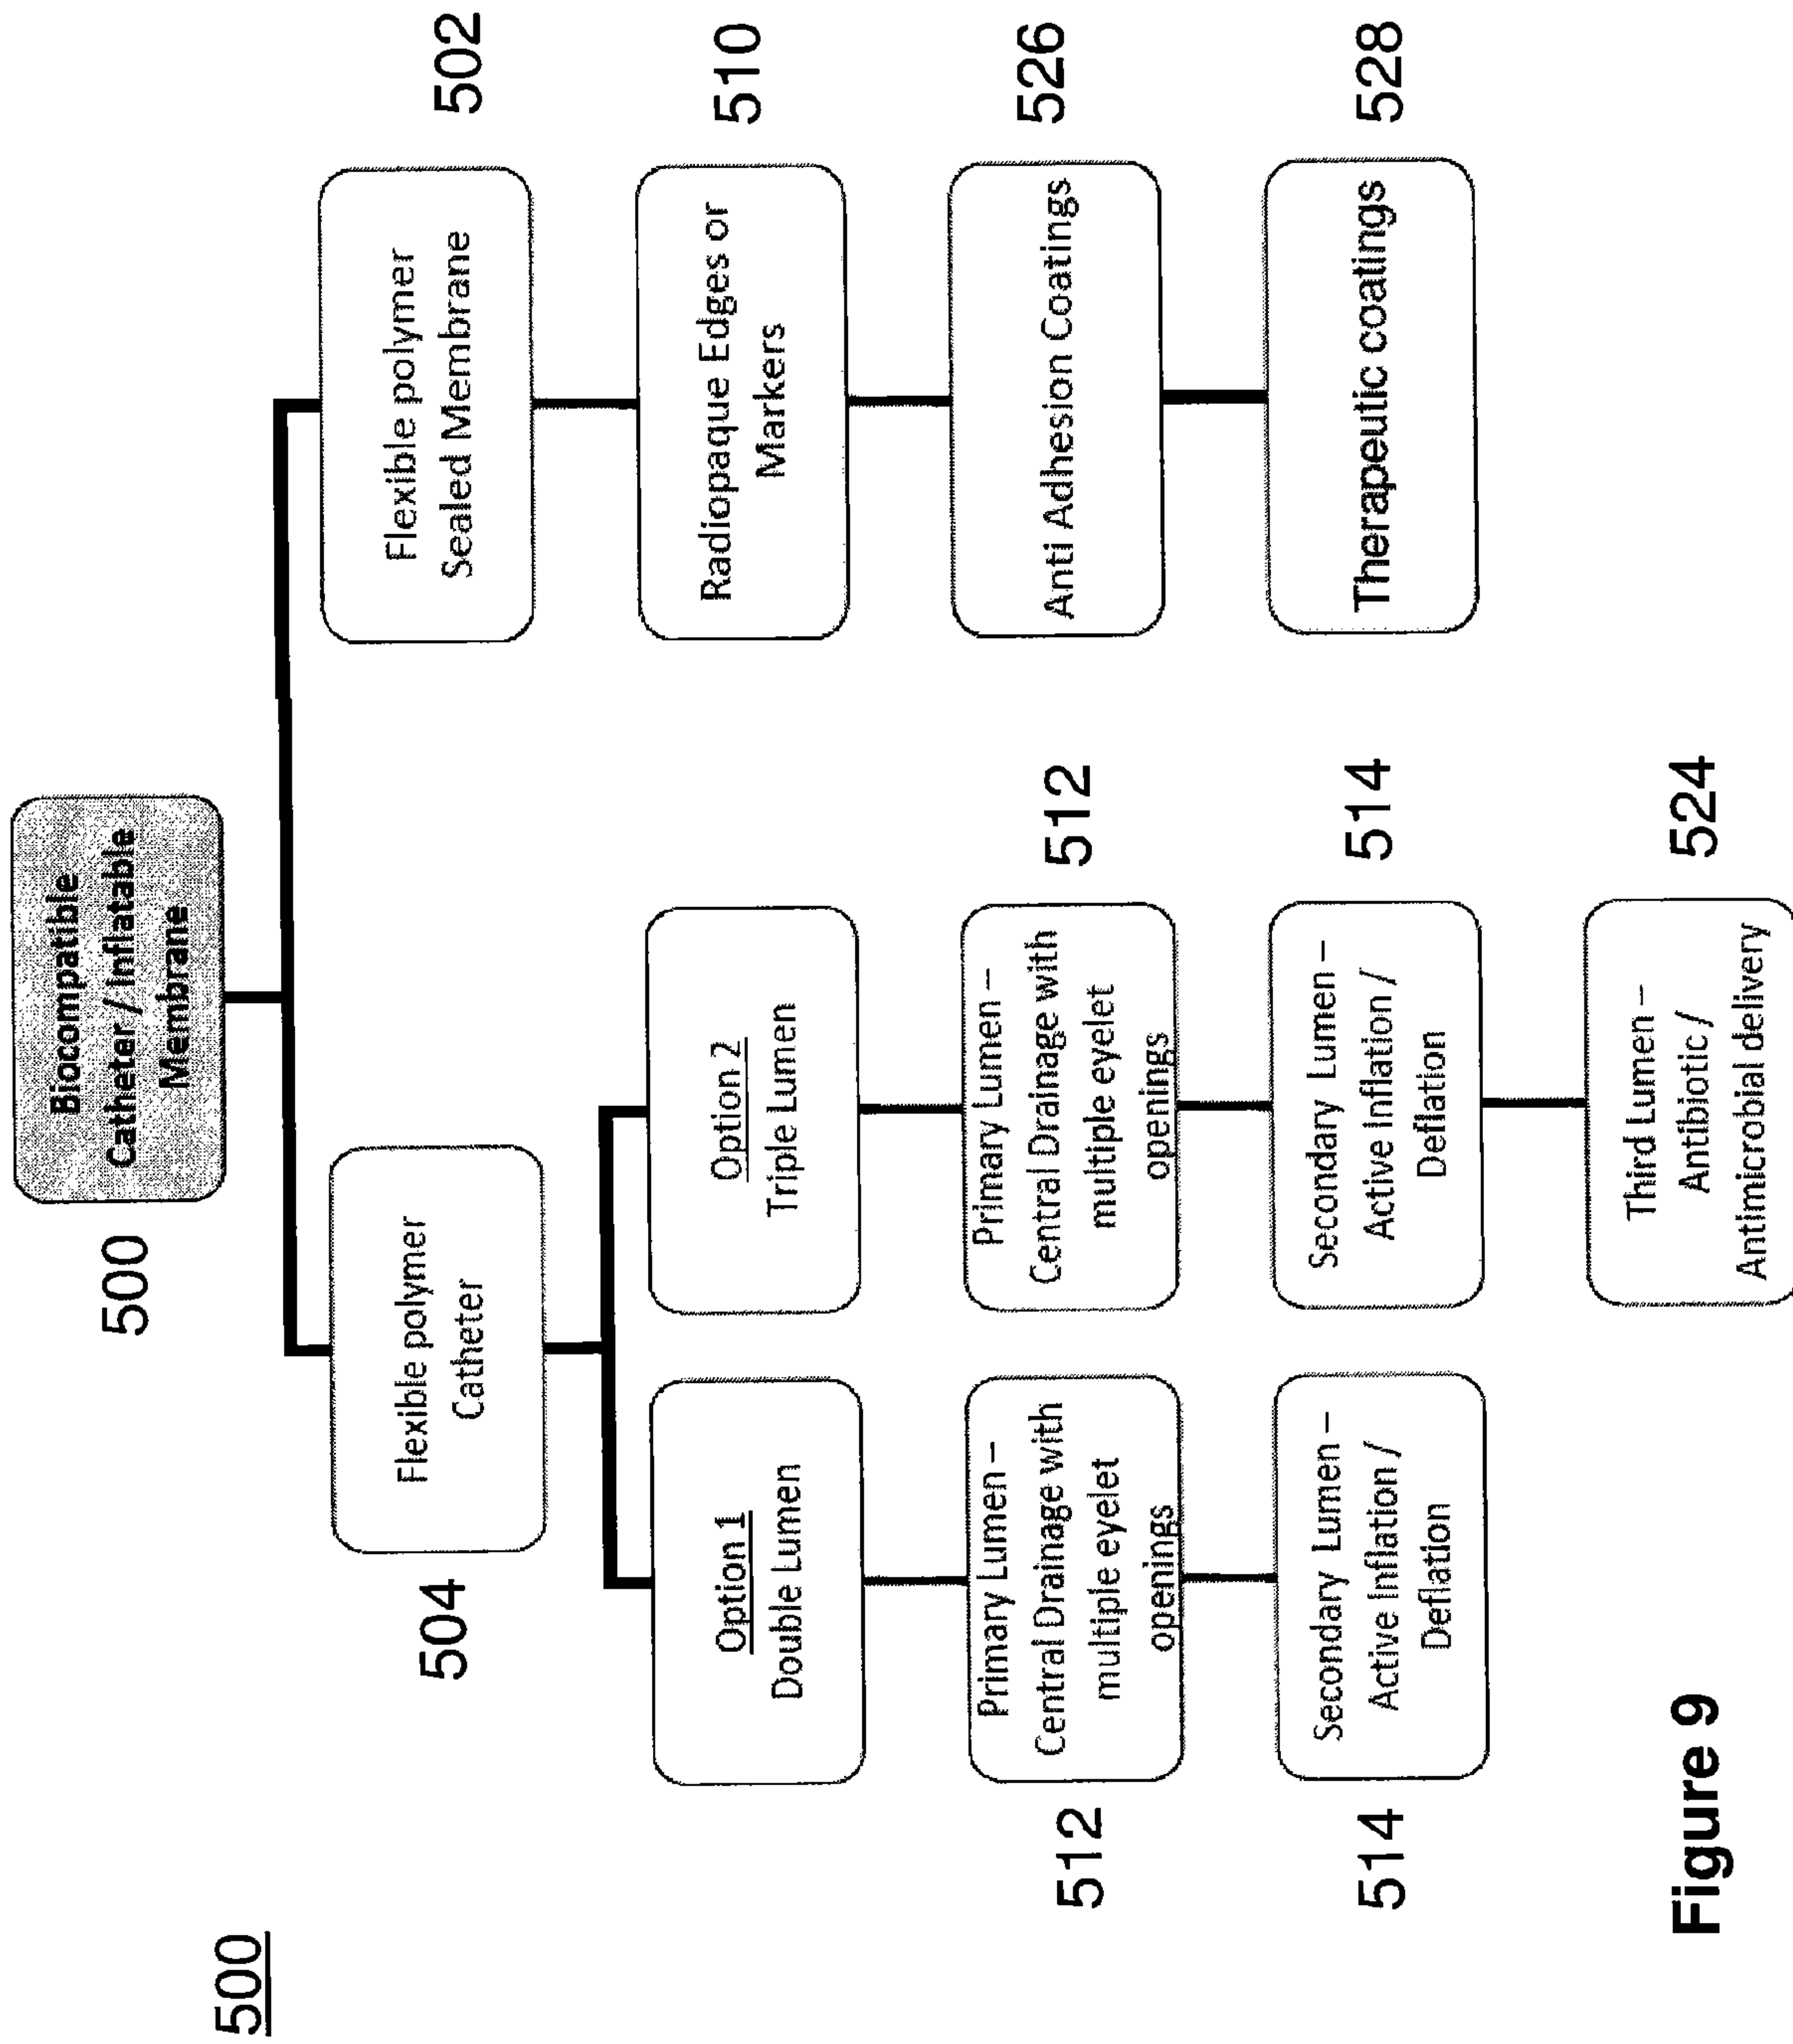 500
500
Biocompatible
Catheter / Inflatable
Membrane
504
Flexible polymer
Catheter
Flexible polymer
Sealed Membrane
502
Option 1
Double Lumen
Option 2
Triple Lumen
Radiopaque Edges or
Markers
510
512
Primary Lumen –
Central Drainage with
multiple eyelet
openings
Primary Lumen –
Central Drainage with
multiple eyelet
openings
512
Anti Adhesion Coatings
526
514
Secondary Lumen –
Active Inflation /
Deflation
Secondary Lumen –
Active Inflation /
Deflation
514
Therapeutic coatings
528
Third Lumen –
Antibiotic /
Antimicrobial delivery
524
Figure 9